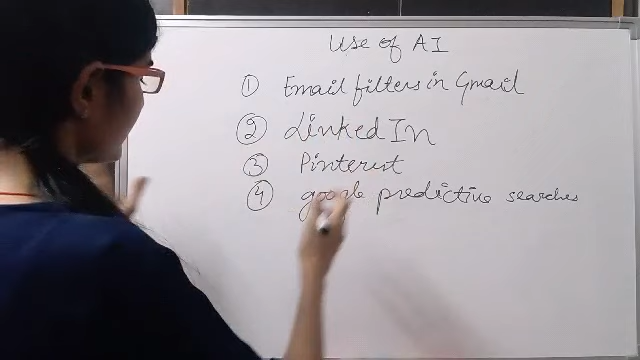 Use of AI
① Email filters in Gmail
② LinkedIn
③ Pinterest
④ google predictive searches